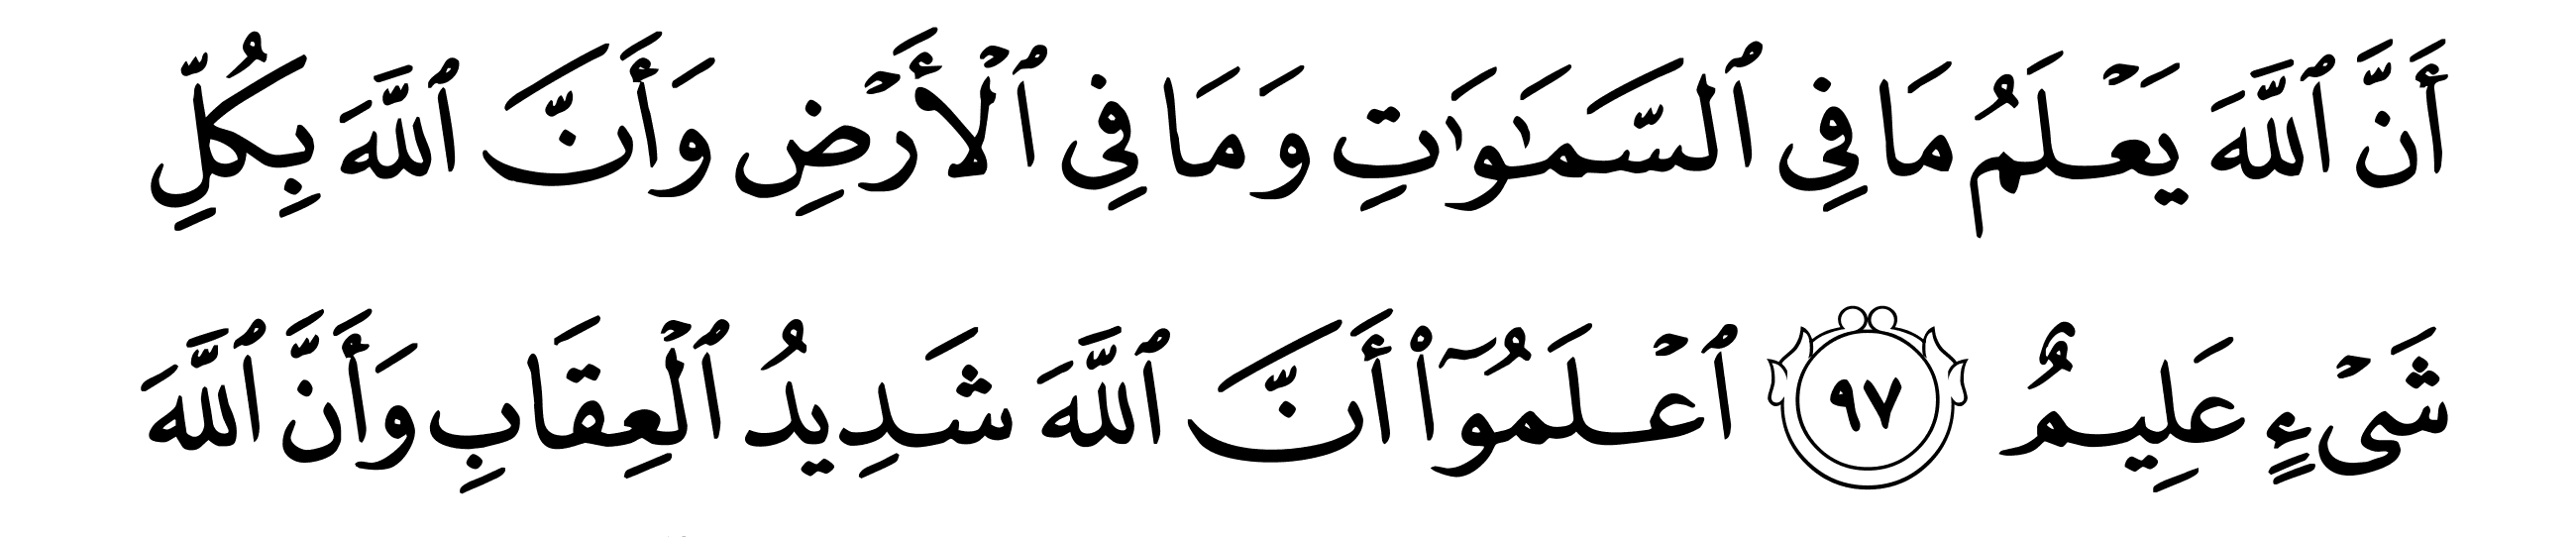 أَنَّ ٱللَّهَ يَعۡلَمُ مَا فِي ٱلسَّمَٰوَٰتِ وَمَا فِي ٱلۡأَرۡضِ وَأَنَّ ٱللَّهَ بِكُلِّ
شَيۡءٍ عَلِيمٌ ٩٧ ٱعۡلَمُوٓاْ أَنَّ ٱللَّهَ شَدِيدُ ٱلۡعِقَابِ وَأَنَّ ٱللَّهَ